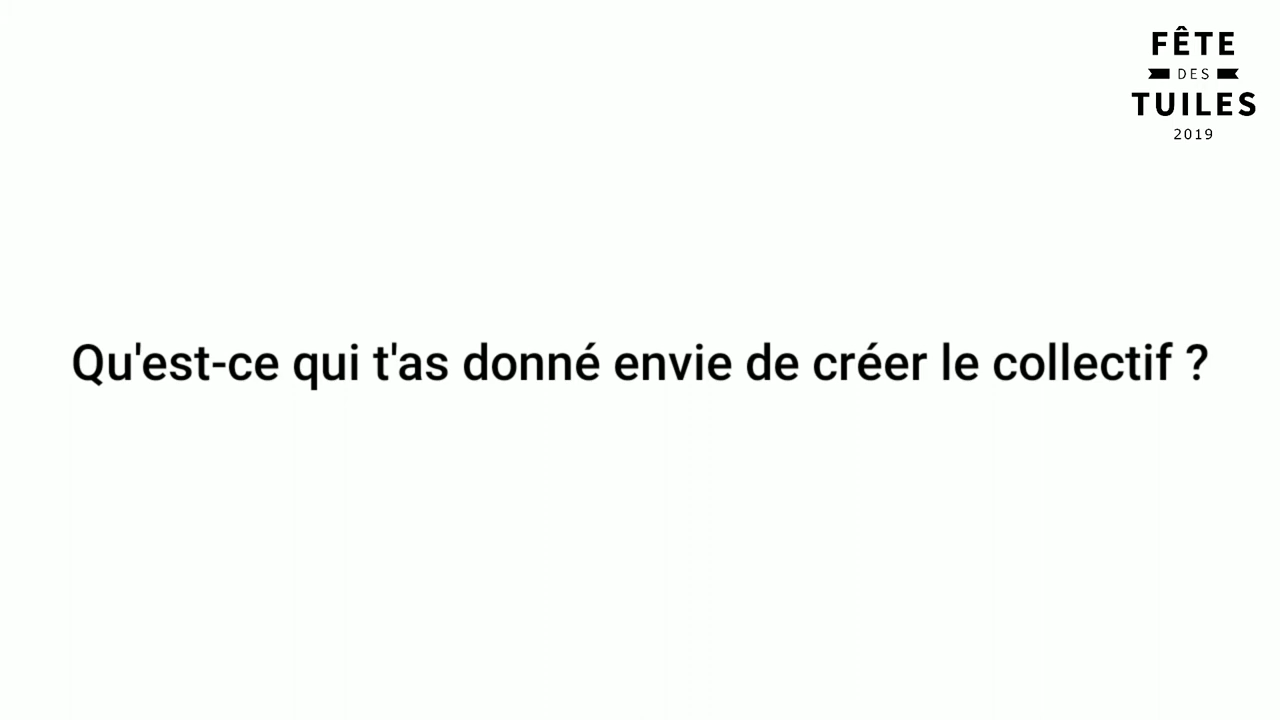 FÊTE
DES
TUILES
2019
Qu'est-ce qui t'as donné envie de créer le collectif ?